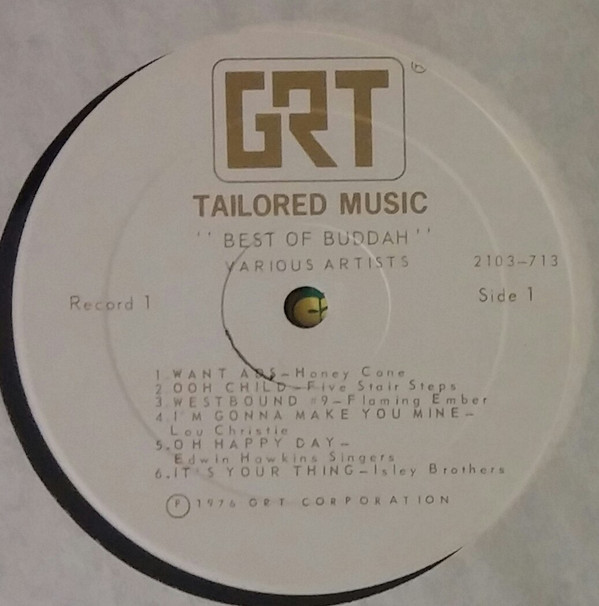 GRT
TAILORED MUSIC
"BEST OF BUDDAH"
VARIOUS ARTISTS
2103-713
Record 1
Side 1
1. WANT ADS-Honey Cone
2. OOH CHILD-Five Stair Steps
3. WESTBOUND #9-Flaming Ember
4. I'M GONNA MAKE YOU MINE-
Lou Christie
5. OH HAPPY DAY-
Edwin Hawkins Singers
6. IT'S YOUR THING-Isley Brothers
Ⓟ 1976 GRT CORPORATION